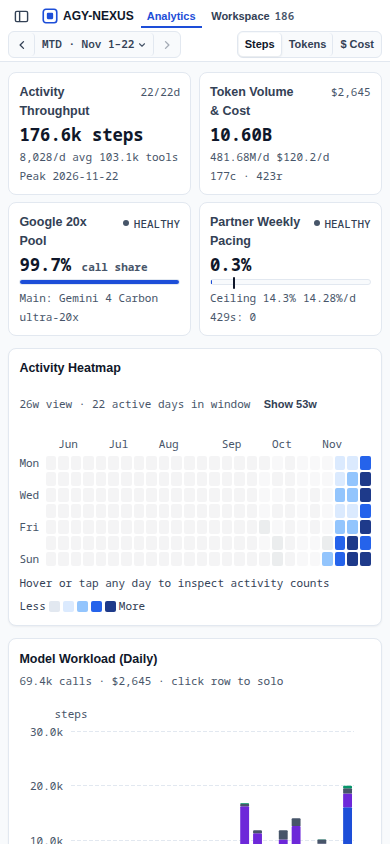 AGY-NEXUS Analytics Workspace 186
MTD · Nov 1-22 Steps Tokens $ Cost
Activity Throughput 22/22d
176.6k steps
8,028/d avg 103.1k tools
Peak 2026-11-22
Token Volume & Cost $2,645
10.60B
481.68M/d $120.2/d
177c · 423r
Google 20x Pool HEALTHY
99.7% call share
Main: Gemini 4 Carbon
ultra-20x
Partner Weekly Pacing HEALTHY
0.3%
Ceiling 14.3% 14.28%/d
429s: 0
Activity Heatmap
26w view · 22 active days in window Show 53w
Jun Jul Aug Sep Oct Nov
Mon
Wed
Fri
Sun
Hover or tap any day to inspect activity counts
Less More
Model Workload (Daily)
69.4k calls · $2,645 · click row to solo
steps
30.0k
20.0k
10.0k